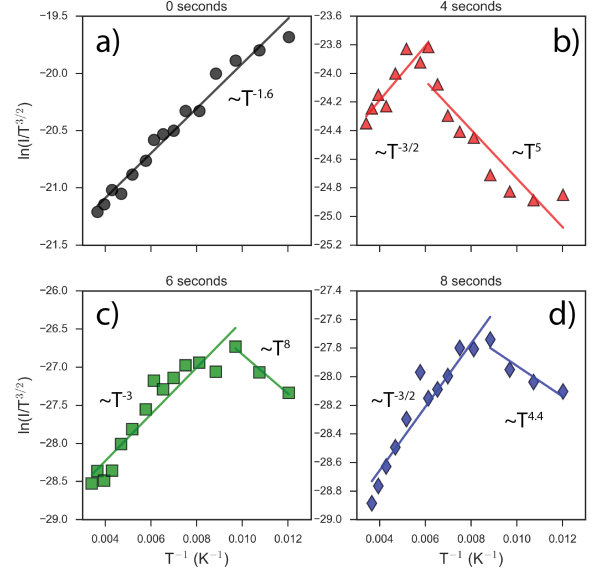 0 seconds
4 seconds
−19.5
−20.0
−20.5
−21.0
−21.5
ln(I/T^{3/2})
a)
~T^{-1.6}
−23.6
−23.8
−24.0
−24.2
−24.4
−24.6
−24.8
−25.0
−25.2
b)
~T^{-3/2}
~T^{5}
6 seconds
8 seconds
−26.0
−26.5
−27.0
−27.5
−28.0
−28.5
−29.0
ln(I/T^{3/2})
c)
~T^{-3}
~T^{8}
0.004 0.006 0.008 0.010 0.012
T^{−1} (K^{−1})
−27.4
−27.6
−27.8
−28.0
−28.2
−28.4
−28.6
−28.8
−29.0
d)
~T^{-3/2}
~T^{4.4}
0.004 0.006 0.008 0.010 0.012
T^{−1} (K^{−1})